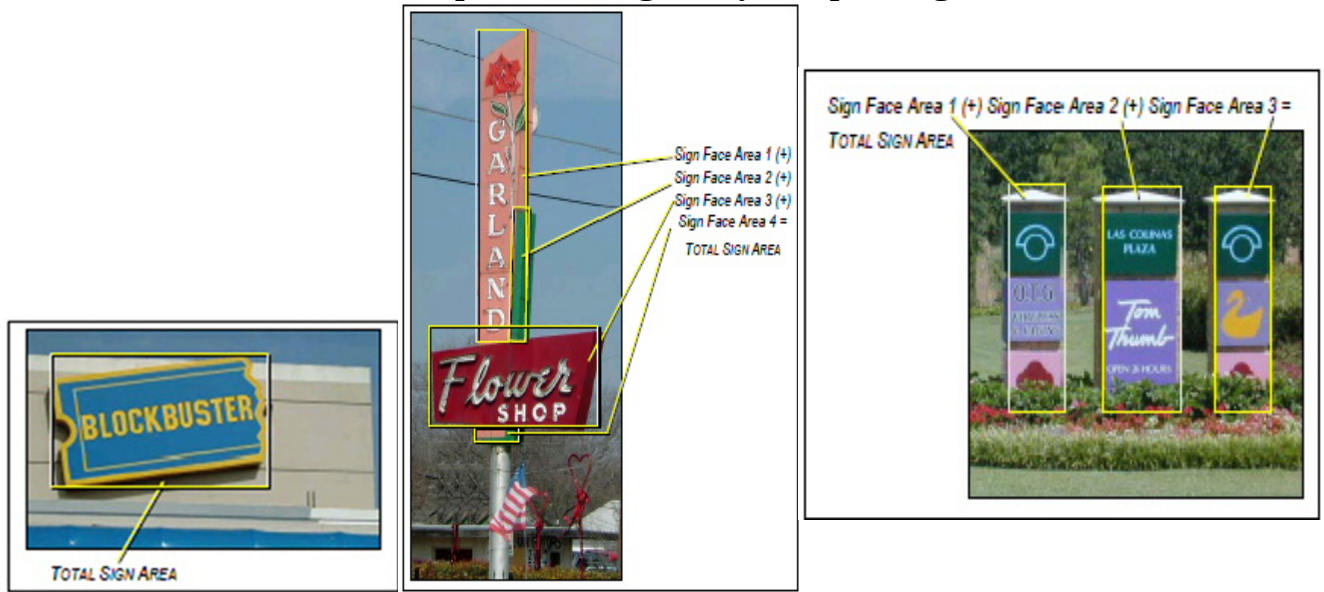 TOTAL SIGN AREA
BLOCKBUSTER
Sign Face Area 1 (+)
Sign Face Area 2 (+)
Sign Face Area 3 (+)
Sign Face Area 4 =
TOTAL SIGN AREA
GARLAND
Flower
SHOP
Sign Face Area 1 (+) Sign Face Area 2 (+) Sign Face Area 3 =
TOTAL SIGN AREA
LAS COLINAS
PLAZA
Tom
Thumb
OPEN 24 HOURS